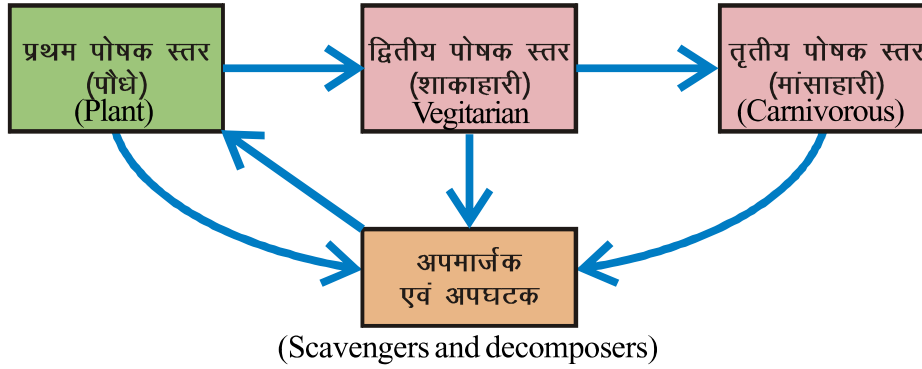 प्रथम पोषक स्तर
(पौधे)
(Plant)
द्वितीय पोषक स्तर
(शाकाहारी)
Vegitarian
तृतीय पोषक स्तर
(मांसाहारी)
(Carnivorous)
अपमार्जक
एवं अपघटक
(Scavengers and decomposers)